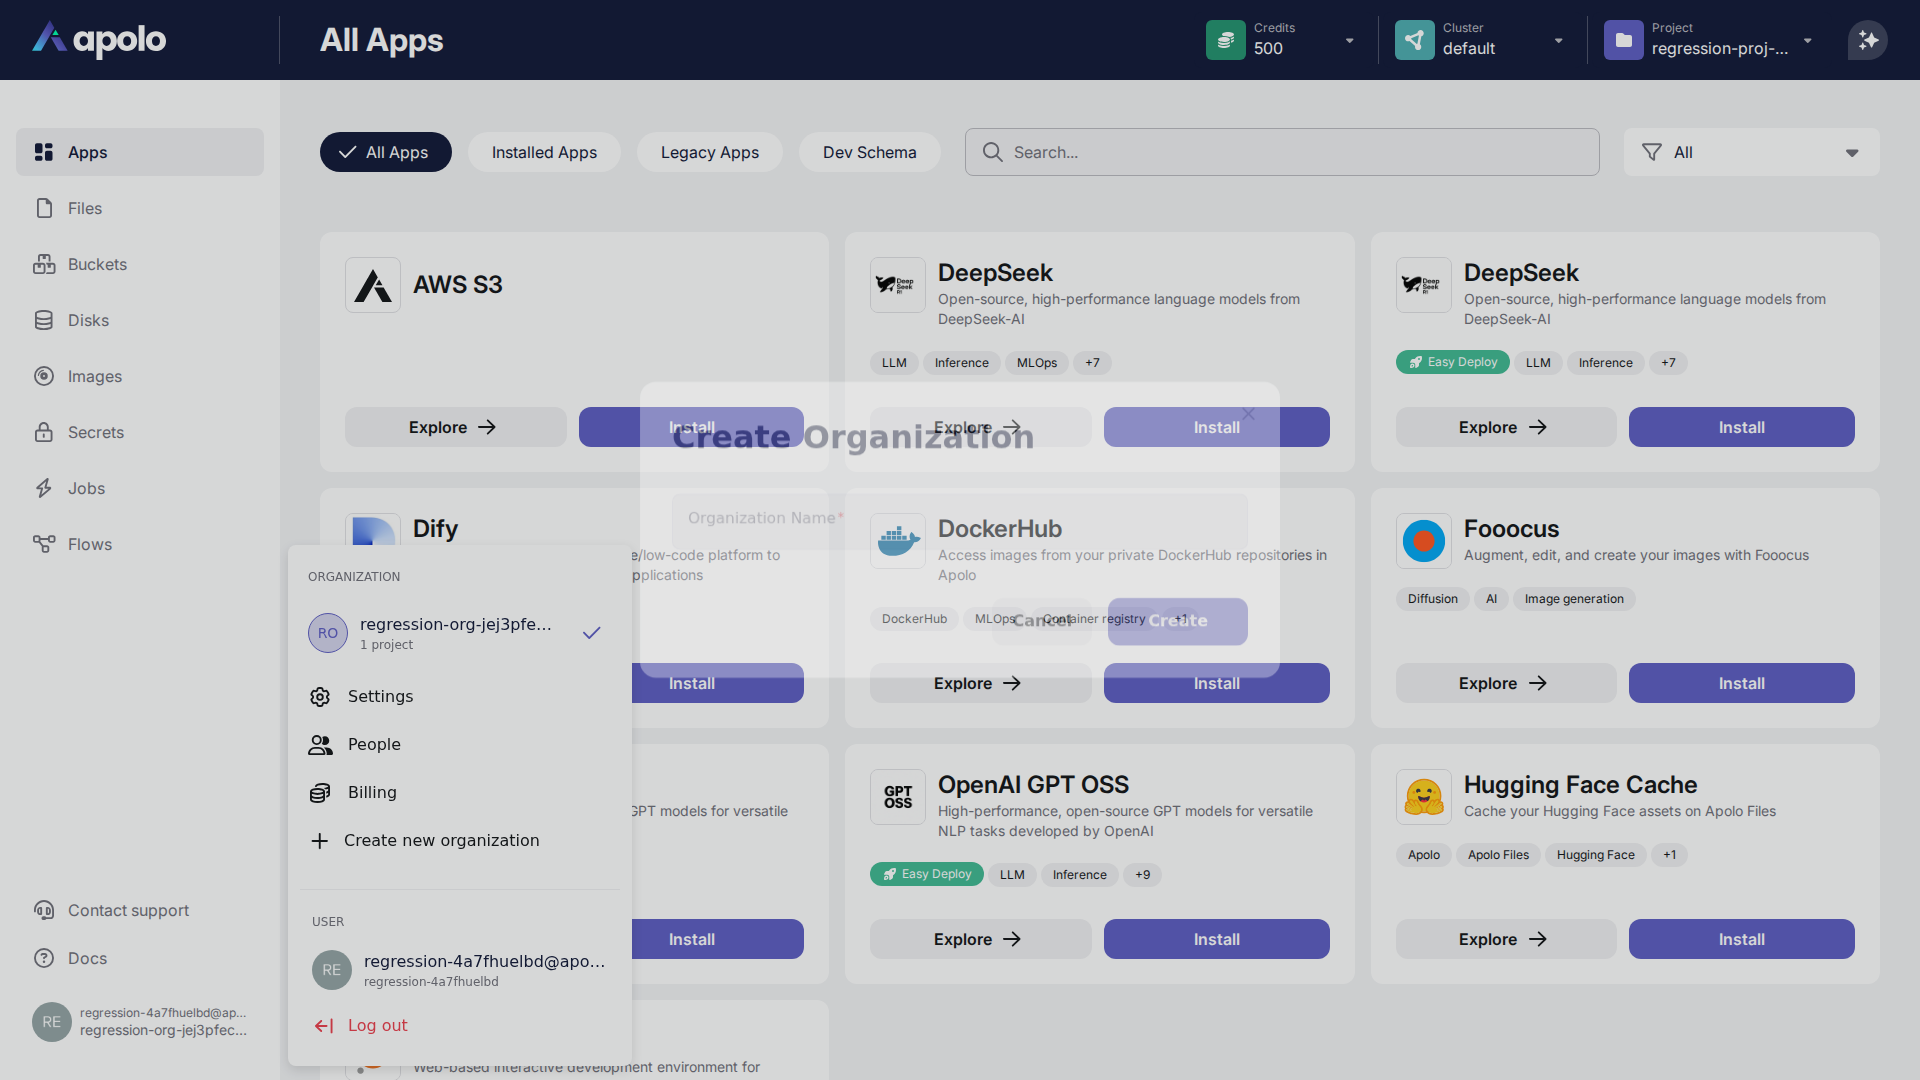 apolo
All Apps
Credits
500
Cluster
default
Project
regression-proj-...
Apps
Files
Buckets
Disks
Images
Secrets
Jobs
Flows
All Apps
Installed Apps
Legacy Apps
Dev Schema
Search...
All
AWS S3
Explore
Install
DeepSeek
Open-source, high-performance language models from
DeepSeek-AI
LLM
Inference
MLOps
+7
Explore
Install
DeepSeek
Open-source, high-performance language models from
DeepSeek-AI
Easy Deploy
LLM
Inference
+7
Explore
Install
Create Organization
Organization Name*
Cancel
Create
Dify
e/low-code platform to
pplications
Install
DockerHub
Access images from your private DockerHub repositories in
Apolo
DockerHub
MLOps
Container registry
+1
Explore
Install
Fooocus
Augment, edit, and create your images with Fooocus
Diffusion
AI
Image generation
Explore
Install
GPT models for versatile
Install
GPT
OSS
OpenAI GPT OSS
High-performance, open-source GPT models for versatile
NLP tasks developed by OpenAI
Easy Deploy
LLM
Inference
+9
Explore
Install
Hugging Face Cache
Cache your Hugging Face assets on Apolo Files
Apolo
Apolo Files
Hugging Face
+1
Explore
Install
Web-based interactive development environment for
ORGANIZATION
RO
regression-org-jej3pfe...
1 project
Settings
People
Billing
Create new organization
USER
RE
regression-4a7fhuelbd@apo...
regression-4a7fhuelbd
Log out
Contact support
Docs
RE
regression-4a7fhuelbd@ap...
regression-org-jej3pfec...